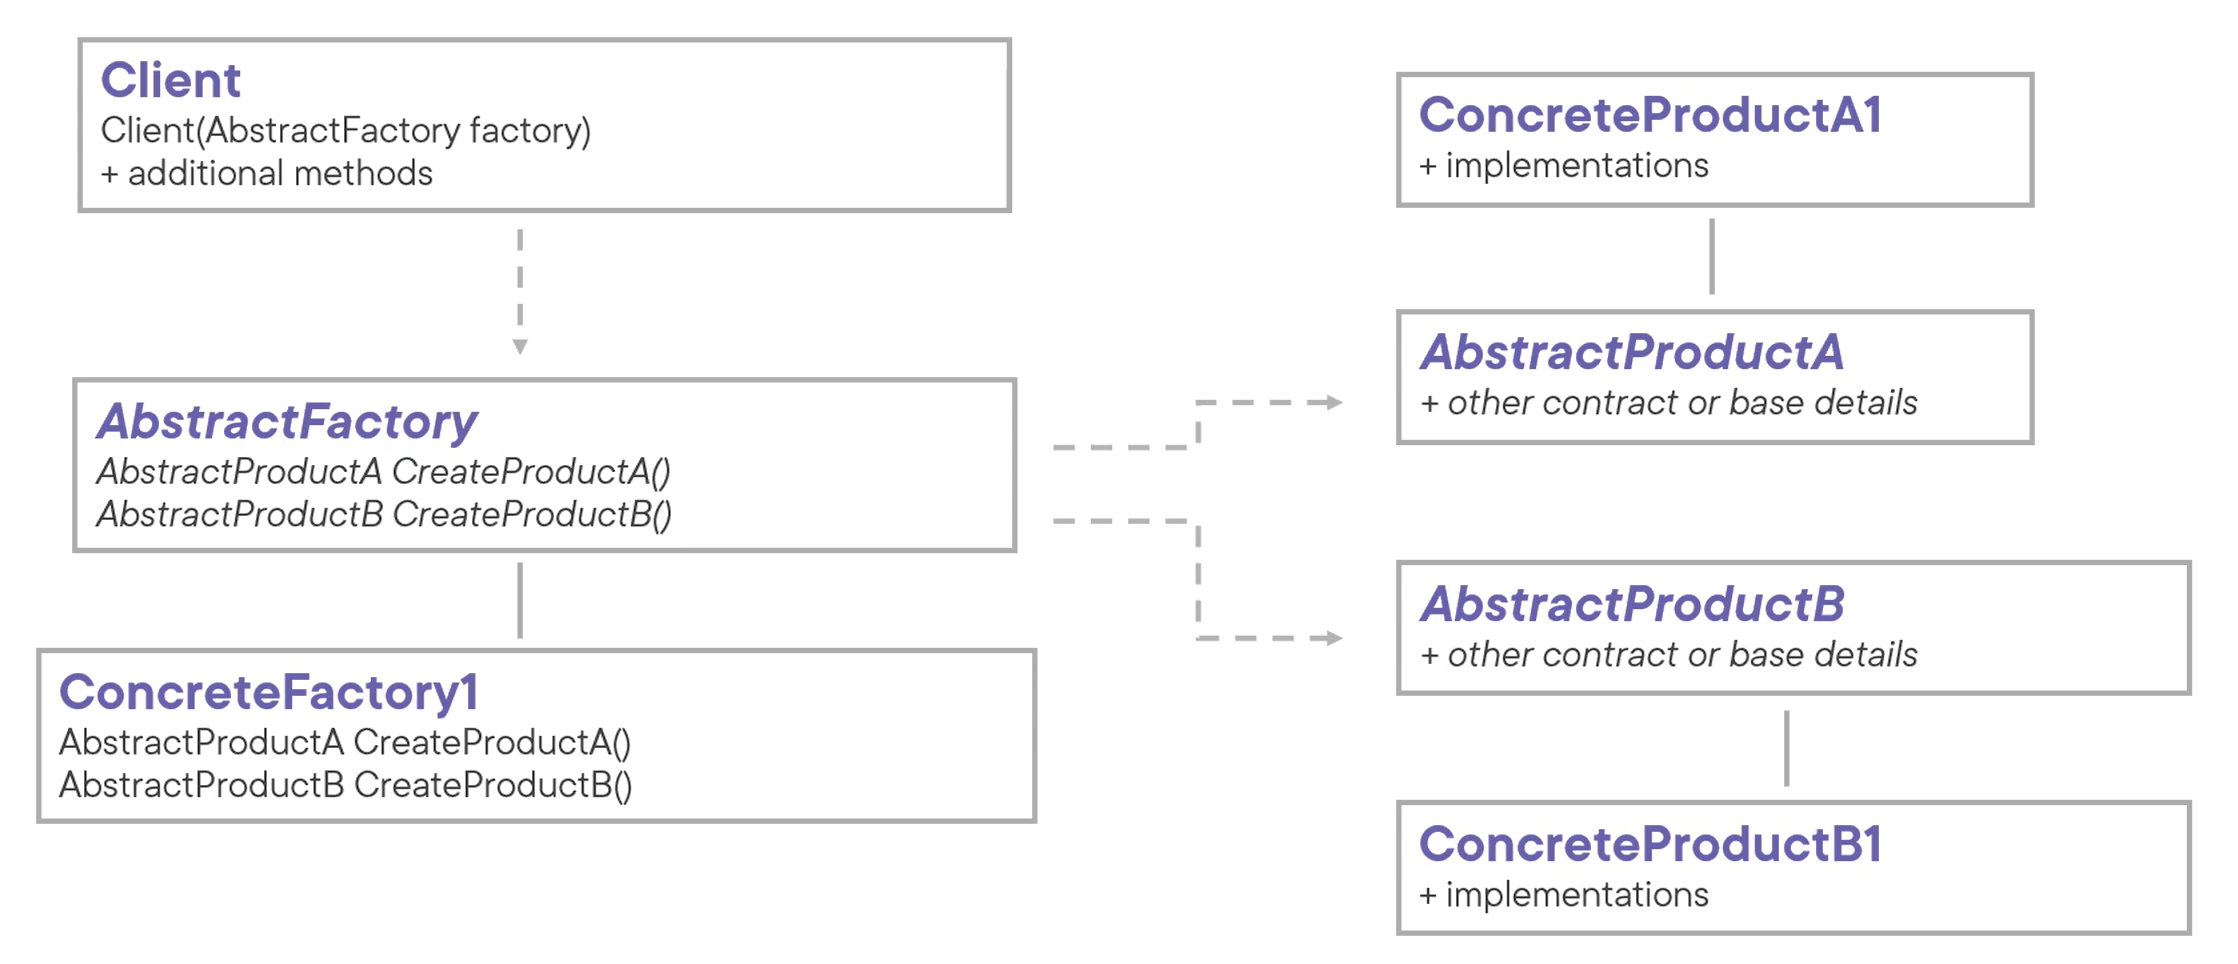 Client
Client(AbstractFactory factory)
+ additional methods
AbstractFactory
AbstractProductA CreateProductA()
AbstractProductB CreateProductB()
ConcreteFactory1
AbstractProductA CreateProductA()
AbstractProductB CreateProductB()
ConcreteProductA1
+ implementations
AbstractProductA
+ other contract or base details
AbstractProductB
+ other contract or base details
ConcreteProductB1
+ implementations